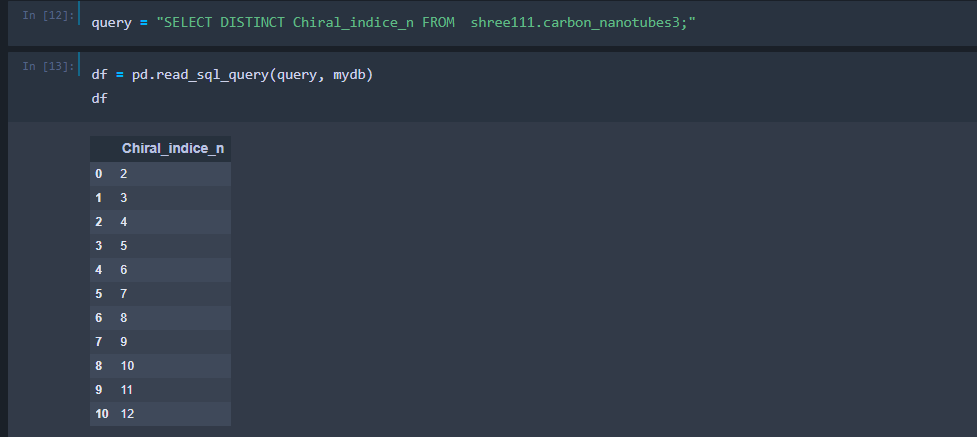 In [12]: query = "SELECT DISTINCT Chiral_indice_n FROM  shree111.carbon_nanotubes3;"
In [13]: df = pd.read_sql_query(query, mydb)
df
Chiral_indice_n
0 2
1 3
2 4
3 5
4 6
5 7
6 8
7 9
8 10
9 11
10 12